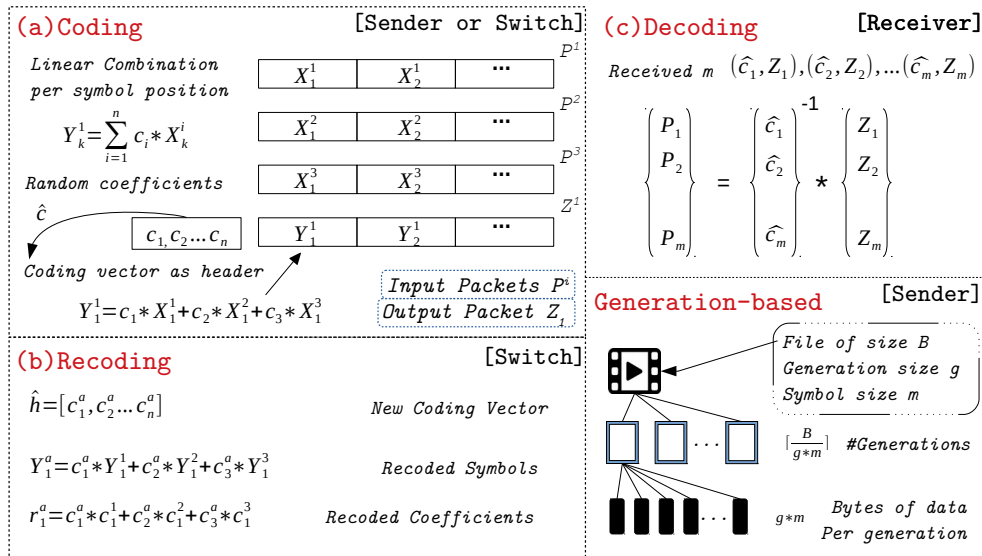 (a)Coding [Sender or Switch]
Linear Combination
per symbol position
Y_k^1=∑_{i=1}^{n} c_i*X_k^i
Random coefficients
ĉ
c_1, c_2...c_n
Coding vector as header
Y_1^1=c_1*X_1^1+c_2*X_1^2+c_3*X_1^3
P^1
X_1^1 X_2^1 ...
P^2
X_1^2 X_2^2 ...
P^3
X_1^3 X_2^3 ...
Z^1
Y_1^1 Y_2^1 ...
Input Packets P^i
Output Packet Z_1
(b)Recoding [Switch]
ĥ=[c_1^a, c_2^a...c_n^a] New Coding Vector
Y_1^a=c_1^a*Y_1^1+c_2^a*Y_1^2+c_3^a*Y_1^3 Recoded Symbols
r_1^a=c_1^a*c_1^1+c_2^a*c_1^2+c_3^a*c_1^3 Recoded Coefficients
(c)Decoding [Receiver]
Received m (ĉ_1, Z_1), (ĉ_2, Z_2), ...(ĉ_m, Z_m)
-1
P_1 ĉ_1 Z_1
P_2 = ĉ_2 * Z_2
P_m ĉ_m Z_m
Generation-based [Sender]
File of size B
Generation size g
Symbol size m
... ⌈B/(g*m)⌉ #Generations
... g*m Bytes of data
Per generation